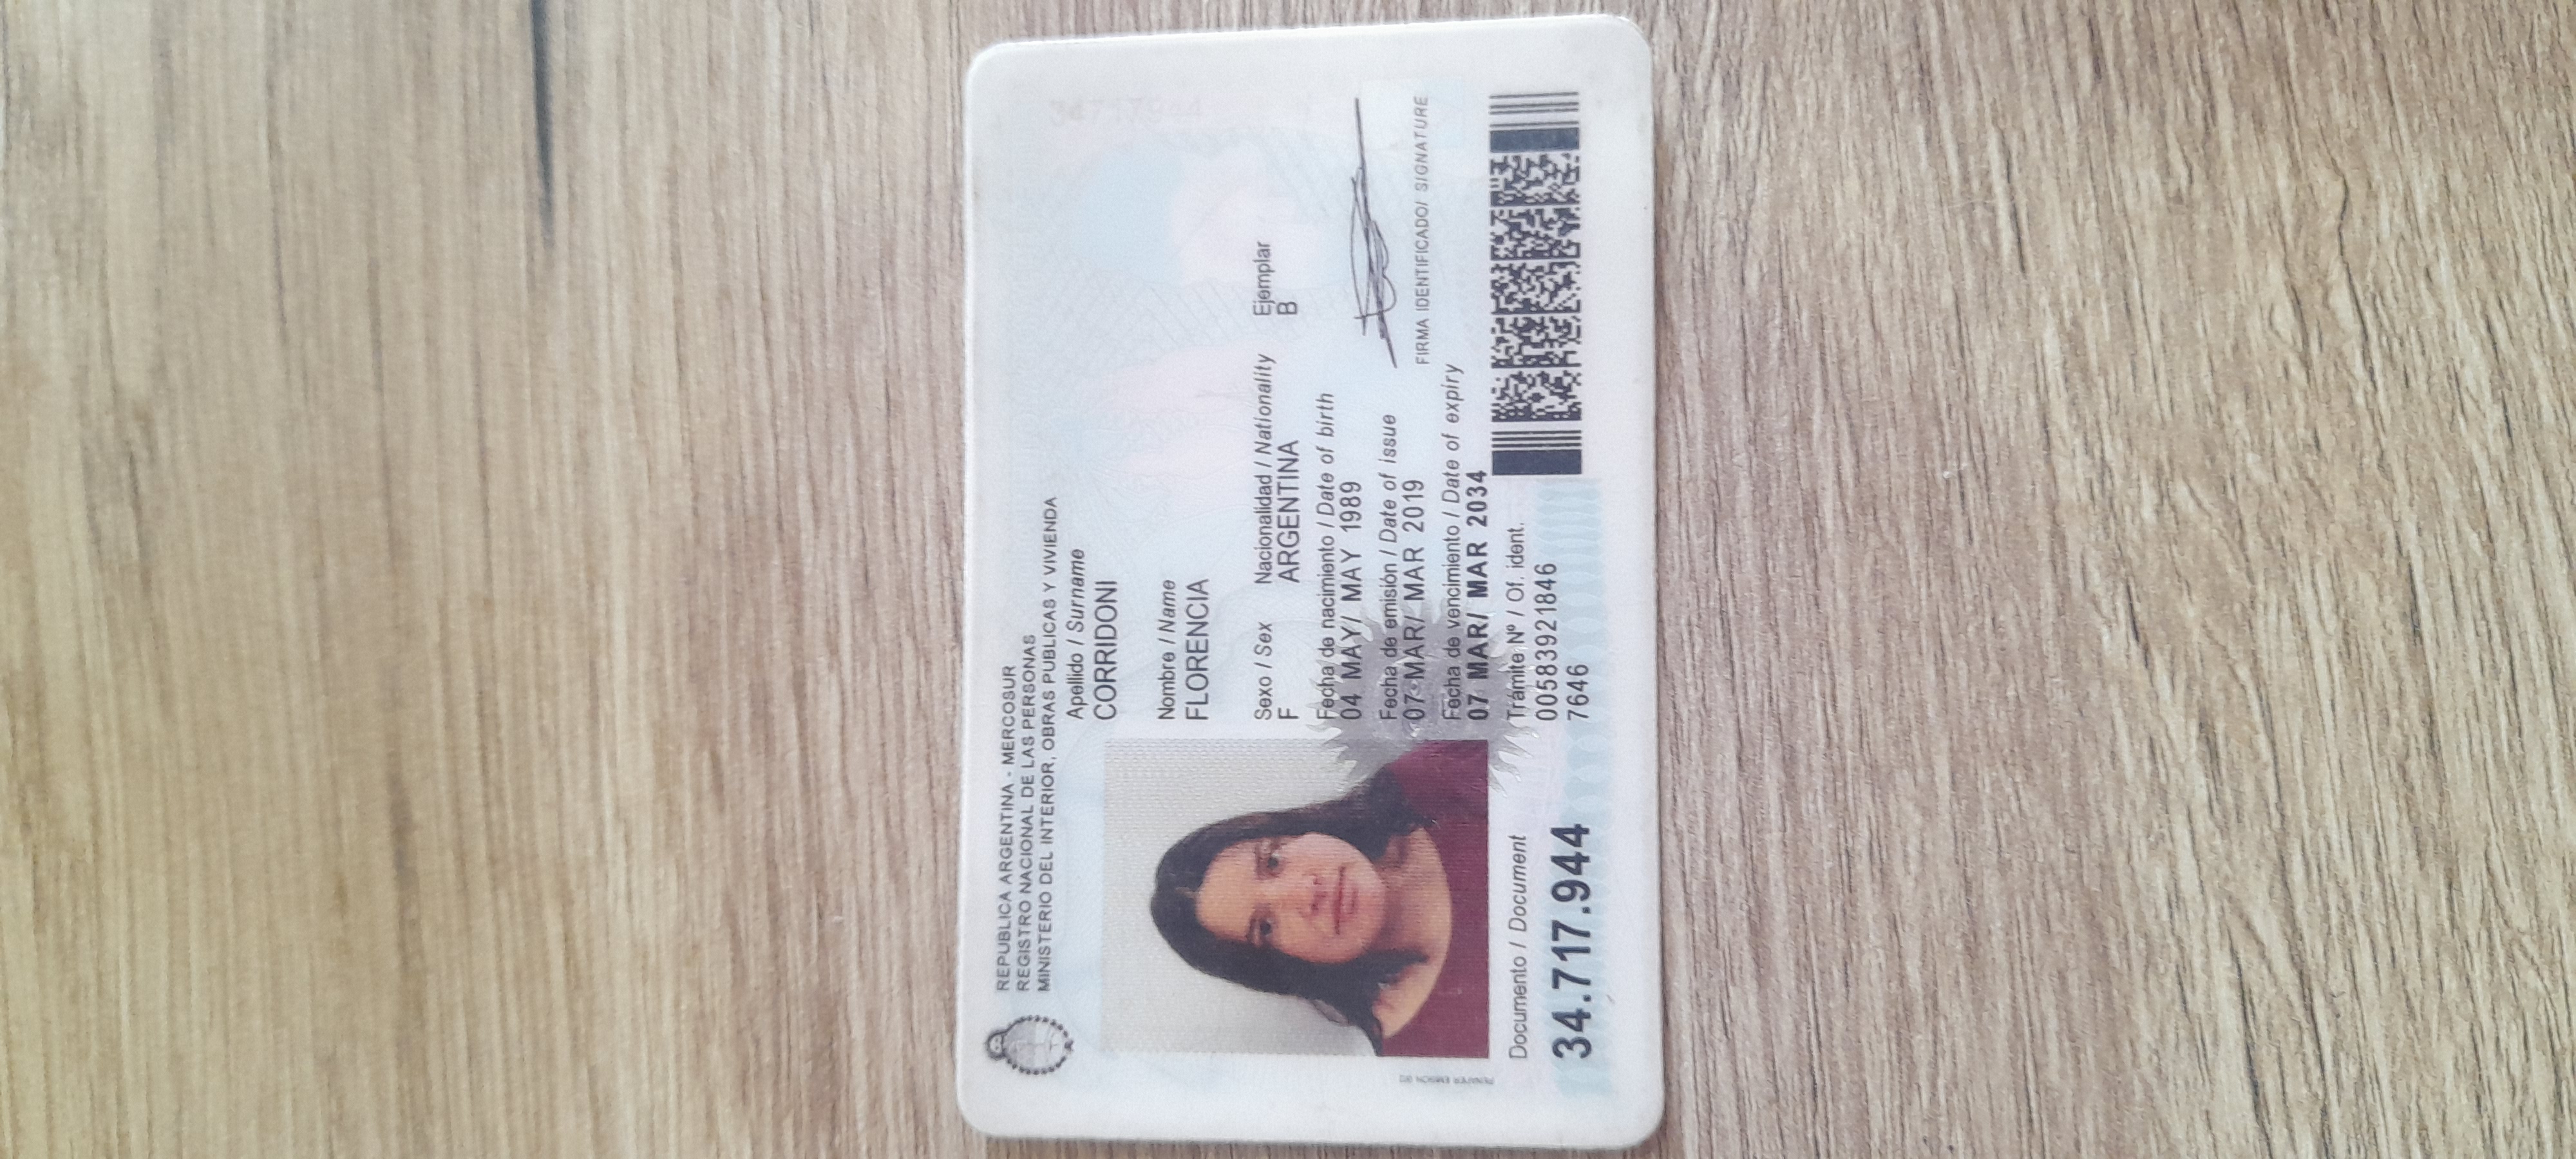 REPUBLICA ARGENTINA - MERCOSUR
REGISTRO NACIONAL DE LAS PERSONAS
MINISTERIO DEL INTERIOR, OBRAS PUBLICAS Y VIVIENDA
Apellido / Surname
CORRIDONI
Nombre / Name
FLORENCIA
Sexo / Sex Nacionalidad / Nationality Ejemplar
F ARGENTINA B
Fecha de nacimiento / Date of birth
04 MAY/ MAY 1989
Fecha de emisión / Date of issue
07 MAR/ MAR 2019
FIRMA IDENTIFICADO/ SIGNATURE
Fecha de vencimiento / Date of expiry
07 MAR/ MAR 2034
Documento / Document
34.717.944
Trámite Nº / Of. ident.
00583921846
7646